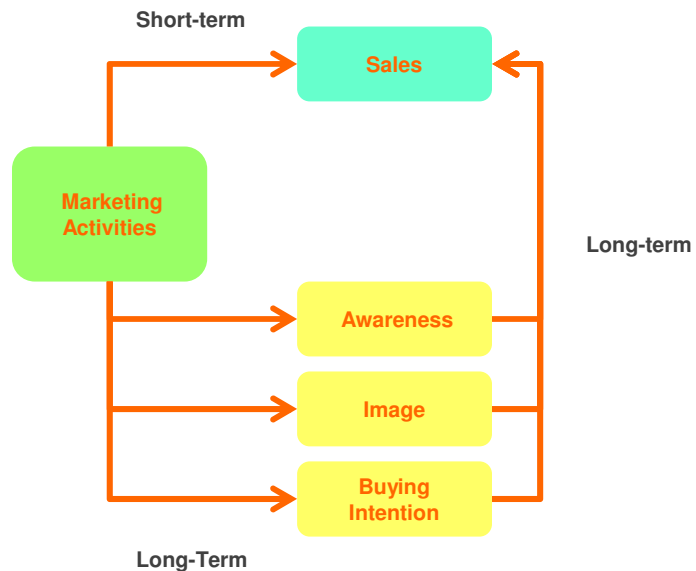 Short-term
Sales
Marketing
Activities
Long-term
Awareness
Image
Buying
Intention
Long-Term